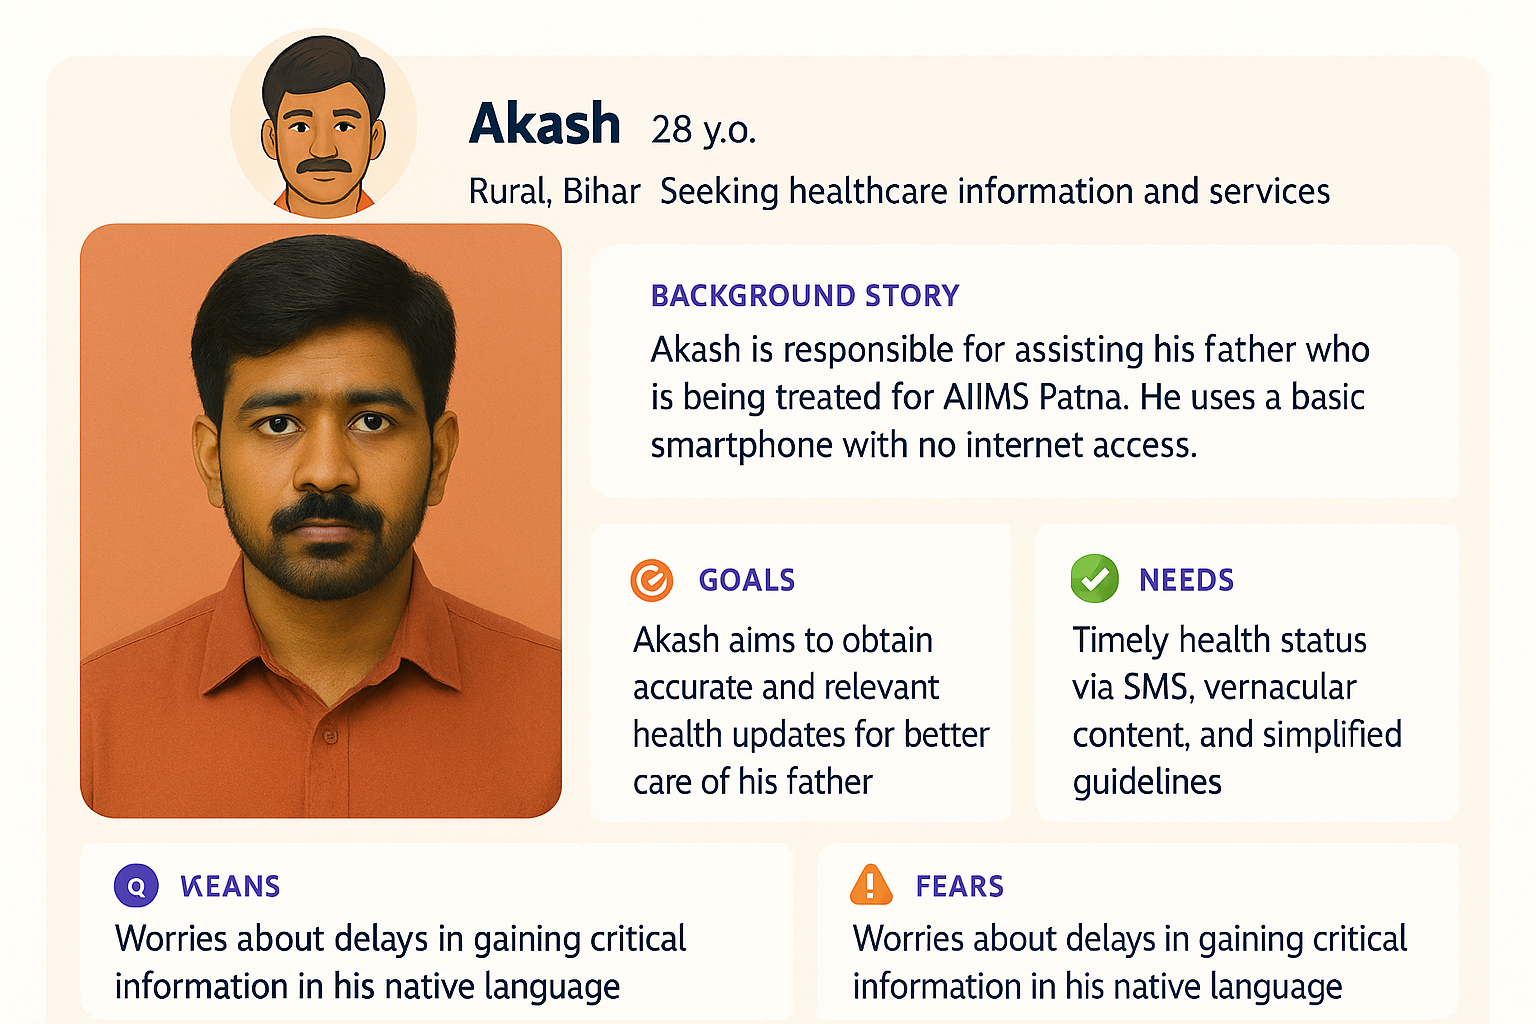 Akash 28 y.o.
Rural, Bihar Seeking healthcare information and services
BACKGROUND STORY
Akash is responsible for assisting his father who
is being treated for AIIMS Patna. He uses a basic
smartphone with no internet access.
GOALS
Akash aims to obtain
accurate and relevant
health updates for better
care of his father
NEEDS
Timely health status
via SMS, vernacular
content, and simplified
guidelines
Q
Worries about delays in gaining critical
information in his native language
FEARS
Worries about delays in gaining critical
information in his native language